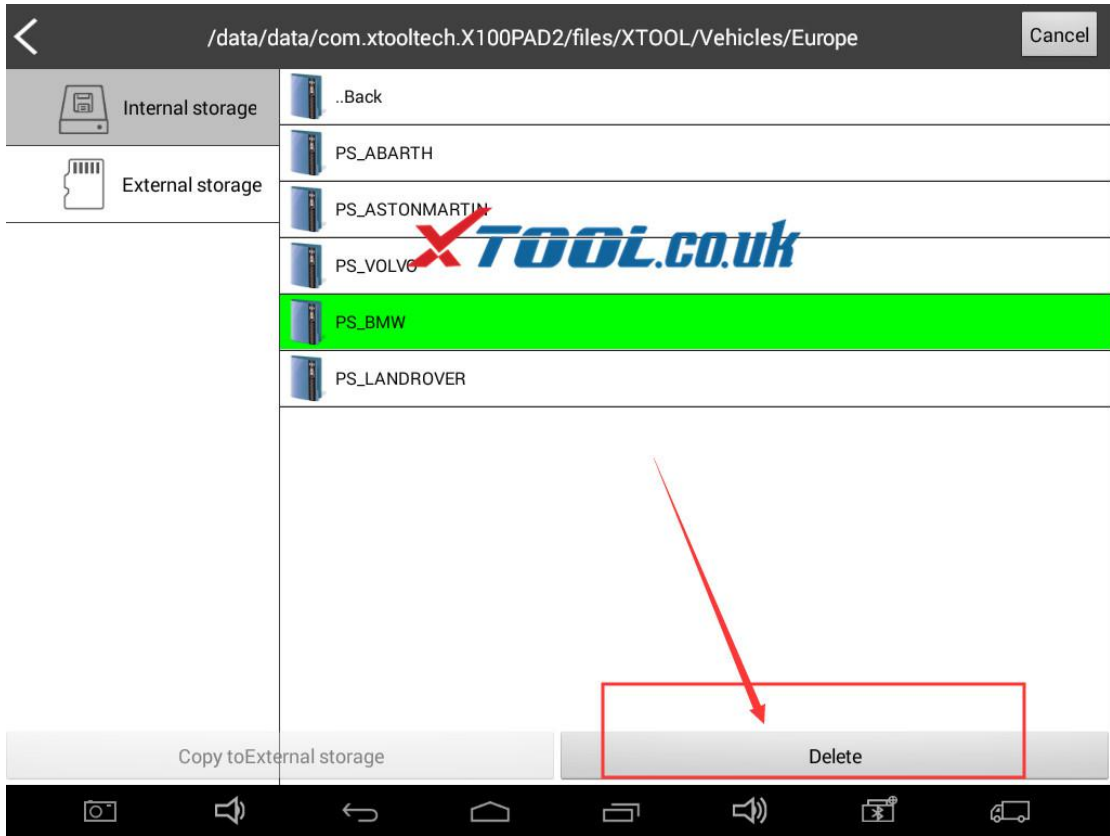 /data/data/com.xtooltech.X100PAD2/files/XTOOL/Vehicles/Europe
Cancel
Internal storage
External storage
..Back
PS_ABARTH
PS_ASTONMARTIN
PS_VOLVO
PS_BMW
PS_LANDROVER
XTOOL.co.uk
Copy toExternal storage
Delete